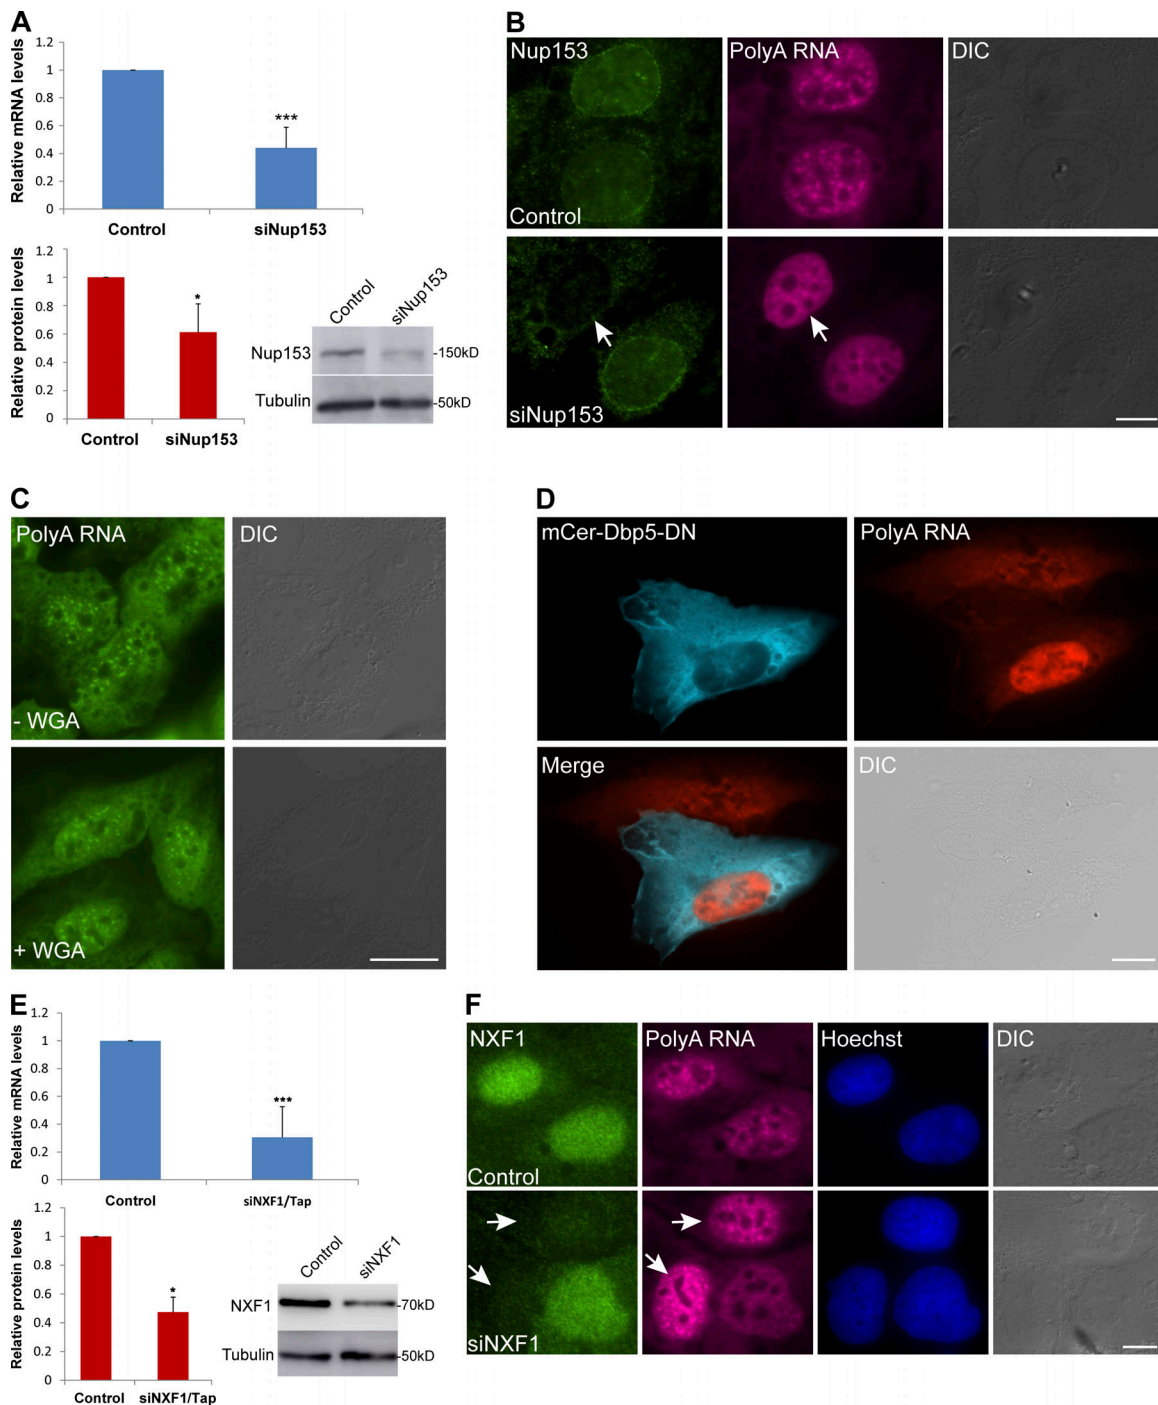 A
Relative mRNA levels
1.2
1
0.8
0.6
0.4
0.2
0
***
Control
siNup153
Relative protein levels
1.2
1
0.8
0.6
0.4
0.2
0
*
Control
siNup153
Control
siNup153
Nup153
-150kD
Tubulin
-50kD
B
Nup153
PolyA RNA
DIC
Control
siNup153
C
PolyA RNA
DIC
- WGA
+ WGA
D
mCer-Dbp5-DN
PolyA RNA
Merge
DIC
E
Relative mRNA levels
1.2
1
0.8
0.6
0.4
0.2
0
***
Control
siNXF1/Tap
Relative protein levels
1.2
1
0.8
0.6
0.4
0.2
0
*
Control
siNXF1/Tap
Control
siNXF1
NXF1
-70kD
Tubulin
-50kD
F
NXF1
PolyA RNA
Hoechst
DIC
Control
siNXF1